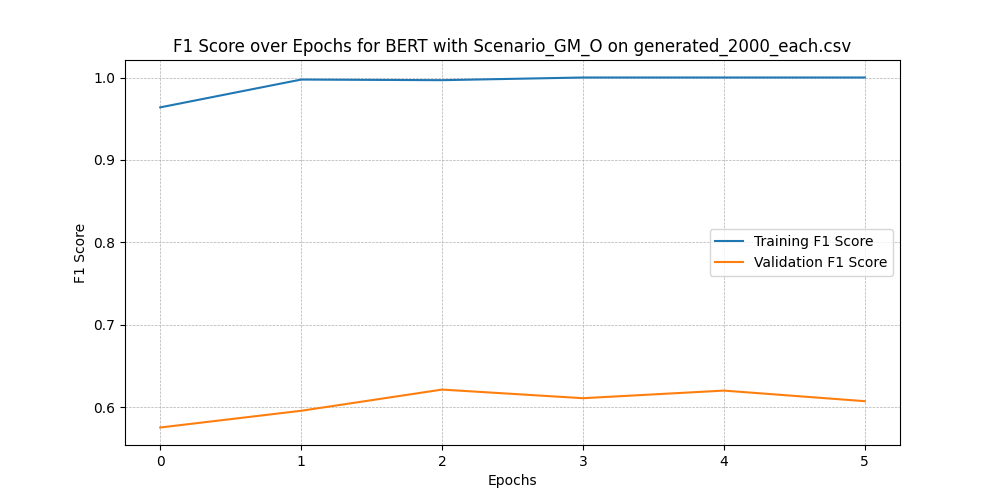 F1 Score over Epochs for BERT with Scenario_GM_O on generated_2000_each.csv
1.0
0.9
0.8
0.7
0.6
F1 Score
Training F1 Score
Validation F1 Score
0 1 2 3 4 5
Epochs